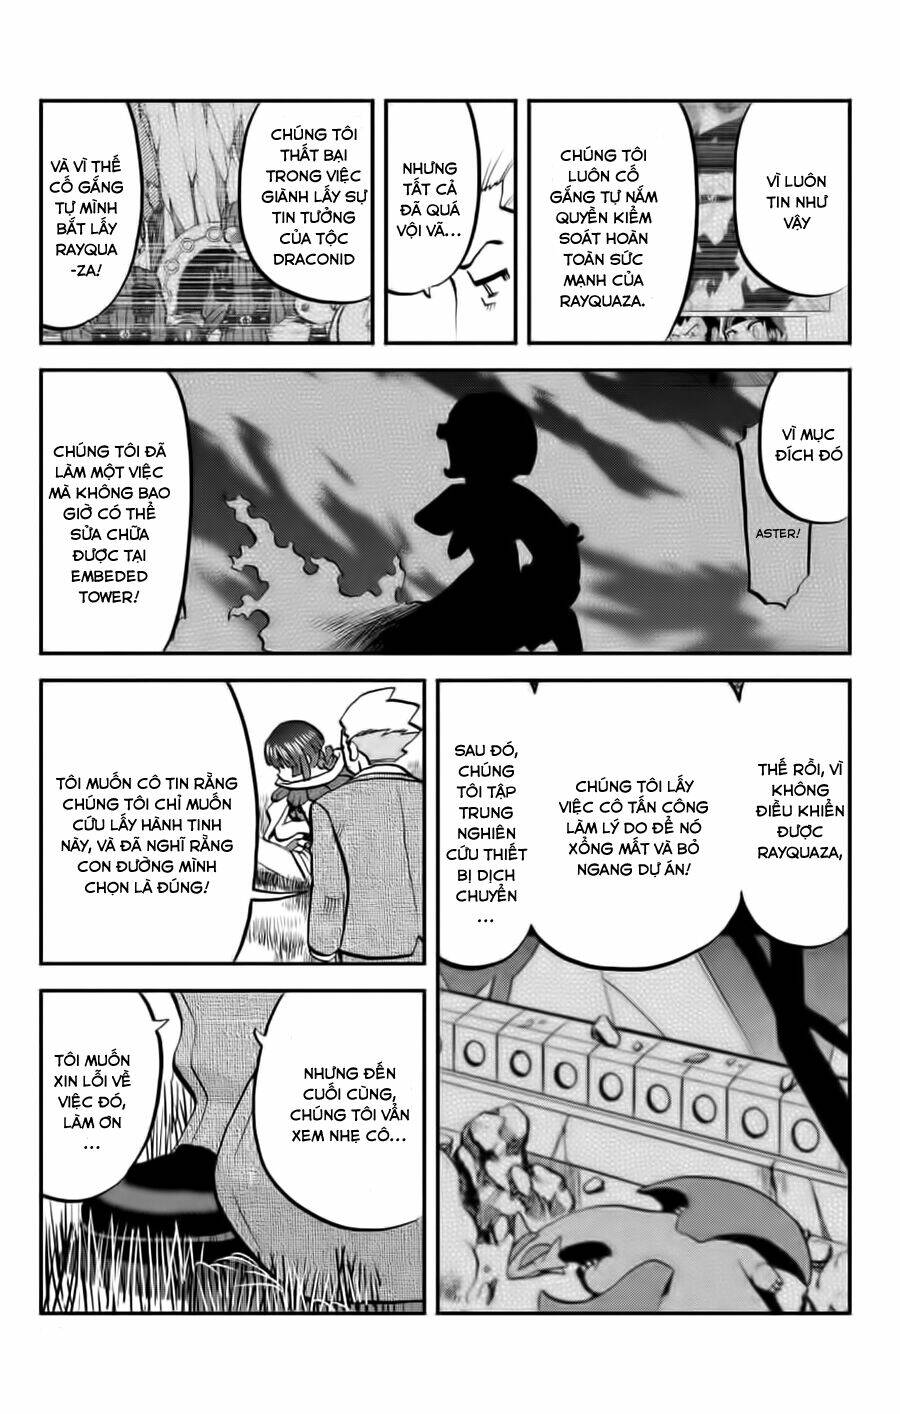 VÌ LUÔN
TIN NHƯ
VẬY
CHÚNG TÔI
LUÔN CỐ
GẮNG TỰ NẮM
QUYỀN KIỂM
SOÁT HOÀN
TOÀN SỨC
MẠNH CỦA
RAYQUAZA.
NHƯNG
TẤT CẢ
ĐÃ QUÁ
VỘI VÃ...
CHÚNG TÔI
THẤT BẠI
TRONG VIỆC
GIÀNH LẤY SỰ
TIN TƯỞNG
CỦA TỘC
DRACONID
VÀ VÌ THẾ
CỐ GẮNG
TỰ MÌNH
BẮT LẤY
RAYQUA
-ZA!
VÌ MỤC
ĐÍCH ĐÓ
ASTER!
CHÚNG TÔI ĐÃ
LÀM MỘT VIỆC
MÀ KHÔNG BAO
GIỜ CÓ THỂ
SỬA CHỮA
ĐƯỢC TẠI
EMBEDED
TOWER!
THẾ RỒI, VÌ
KHÔNG
ĐIỀU KHIỂN
ĐƯỢC
RAYQUAZA,
CHÚNG TÔI LẤY
VIỆC CÔ TẤN CÔNG
LÀM LÝ DO ĐỂ NÓ
XỔNG MẤT VÀ BỎ
NGANG DỰ ÁN!
SAU ĐÓ,
CHÚNG
TÔI TẬP
TRUNG
NGHIÊN
CỨU THIẾT
BỊ DỊCH
CHUYỂN
...
TÔI MUỐN CÔ TIN RẰNG
CHÚNG TÔI CHỈ MUỐN
CỨU LẤY HÀNH TINH
NÀY, VÀ ĐÃ NGHĨ RẰNG
CON ĐƯỜNG MÌNH
CHỌN LÀ ĐÚNG!
NHƯNG ĐẾN
CUỐI CÙNG,
CHÚNG TÔI VẪN
XEM NHẸ CÔ...
TÔI MUỐN
XIN LỖI VỀ
VIỆC ĐÓ,
LÀM ƠN
...